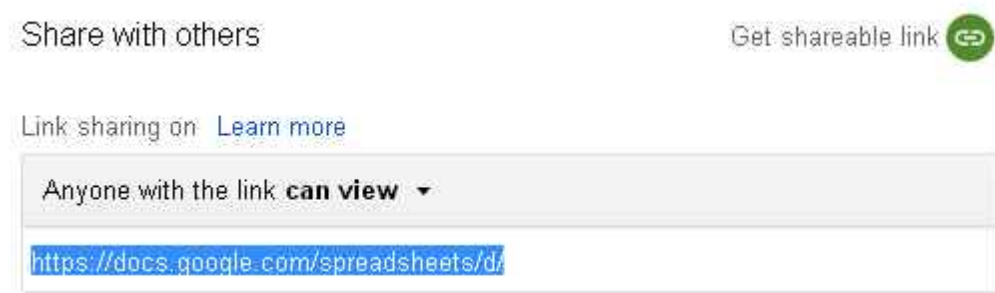 Share with others
Get shareable link
Link sharing on Learn more
Anyone with the link can view
https://docs.google.com/spreadsheets/d/